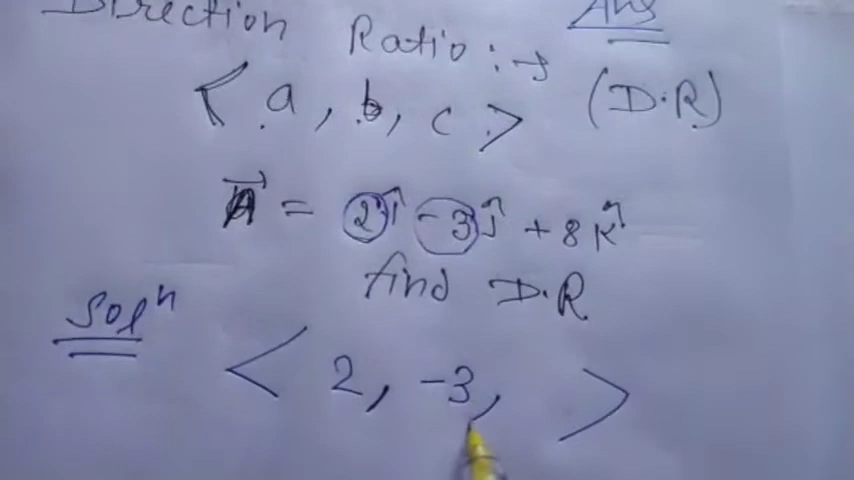 Direction Ratio :→ Ans
< a, b, c > (D.R)
A⃗ = 2î - 3ĵ + 8k̂
find D.R
Solⁿ
< 2, -3, >